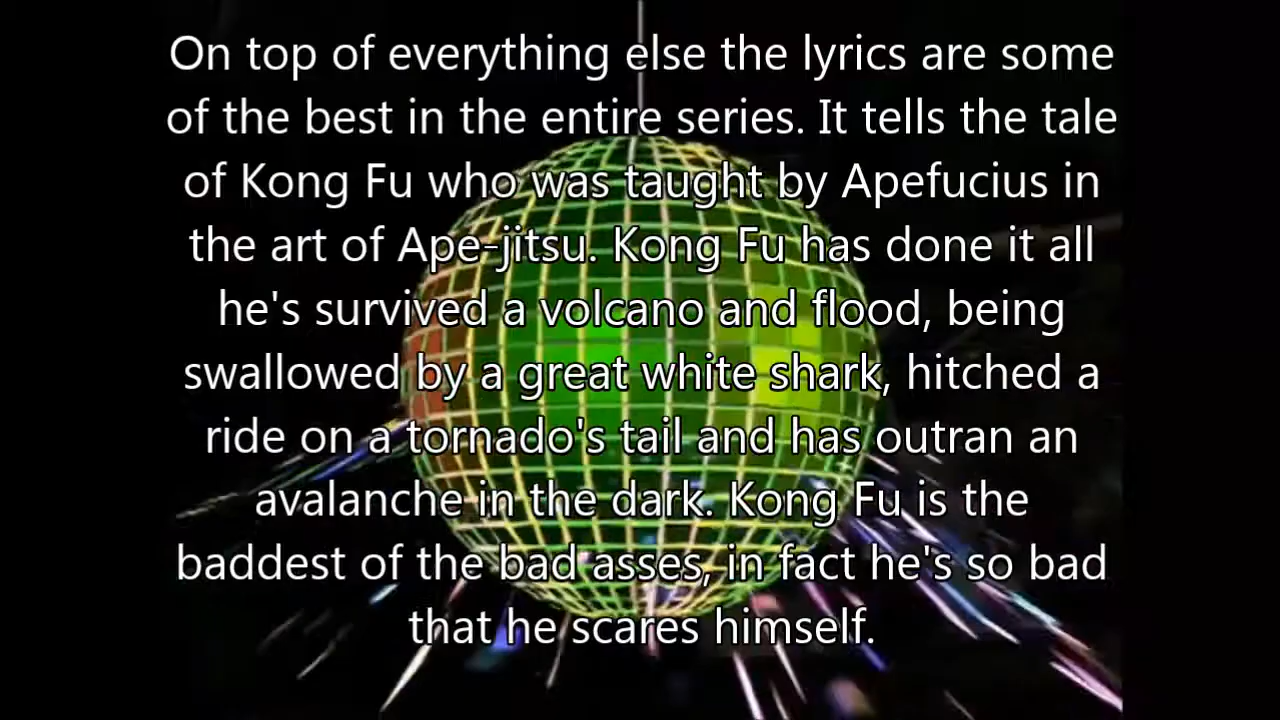 On top of everything else the lyrics are some
of the best in the entire series. It tells the tale
of Kong Fu who was taught by Apefucius in
the art of Ape-jitsu. Kong Fu has done it all
he's survived a volcano and flood, being
swallowed by a great white shark, hitched a
ride on a tornado's tail and has outran an
avalanche in the dark. Kong Fu is the
baddest of the bad asses, in fact he's so bad
that he scares himself.